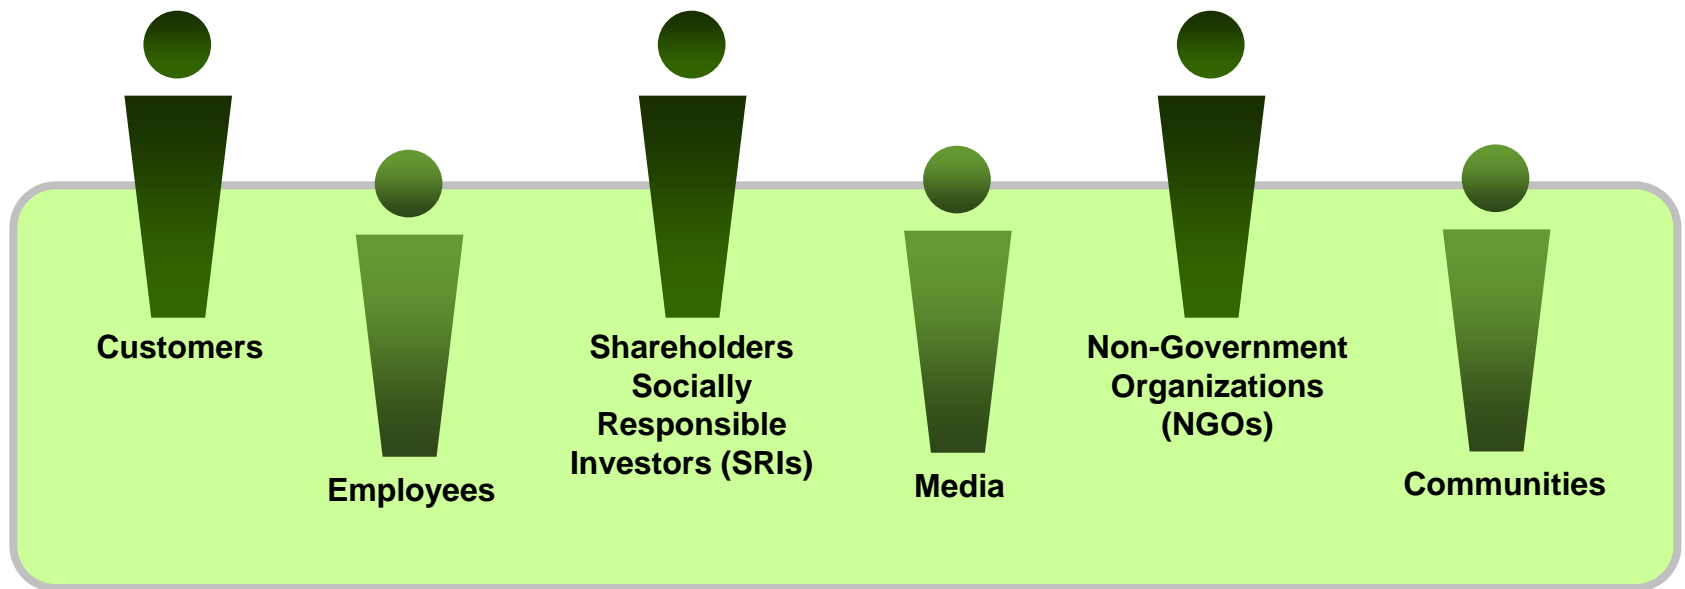 Customers
Employees
Shareholders
Socially
Responsible
Investors (SRIs)
Media
Non-Government
Organizations
(NGOs)
Communities